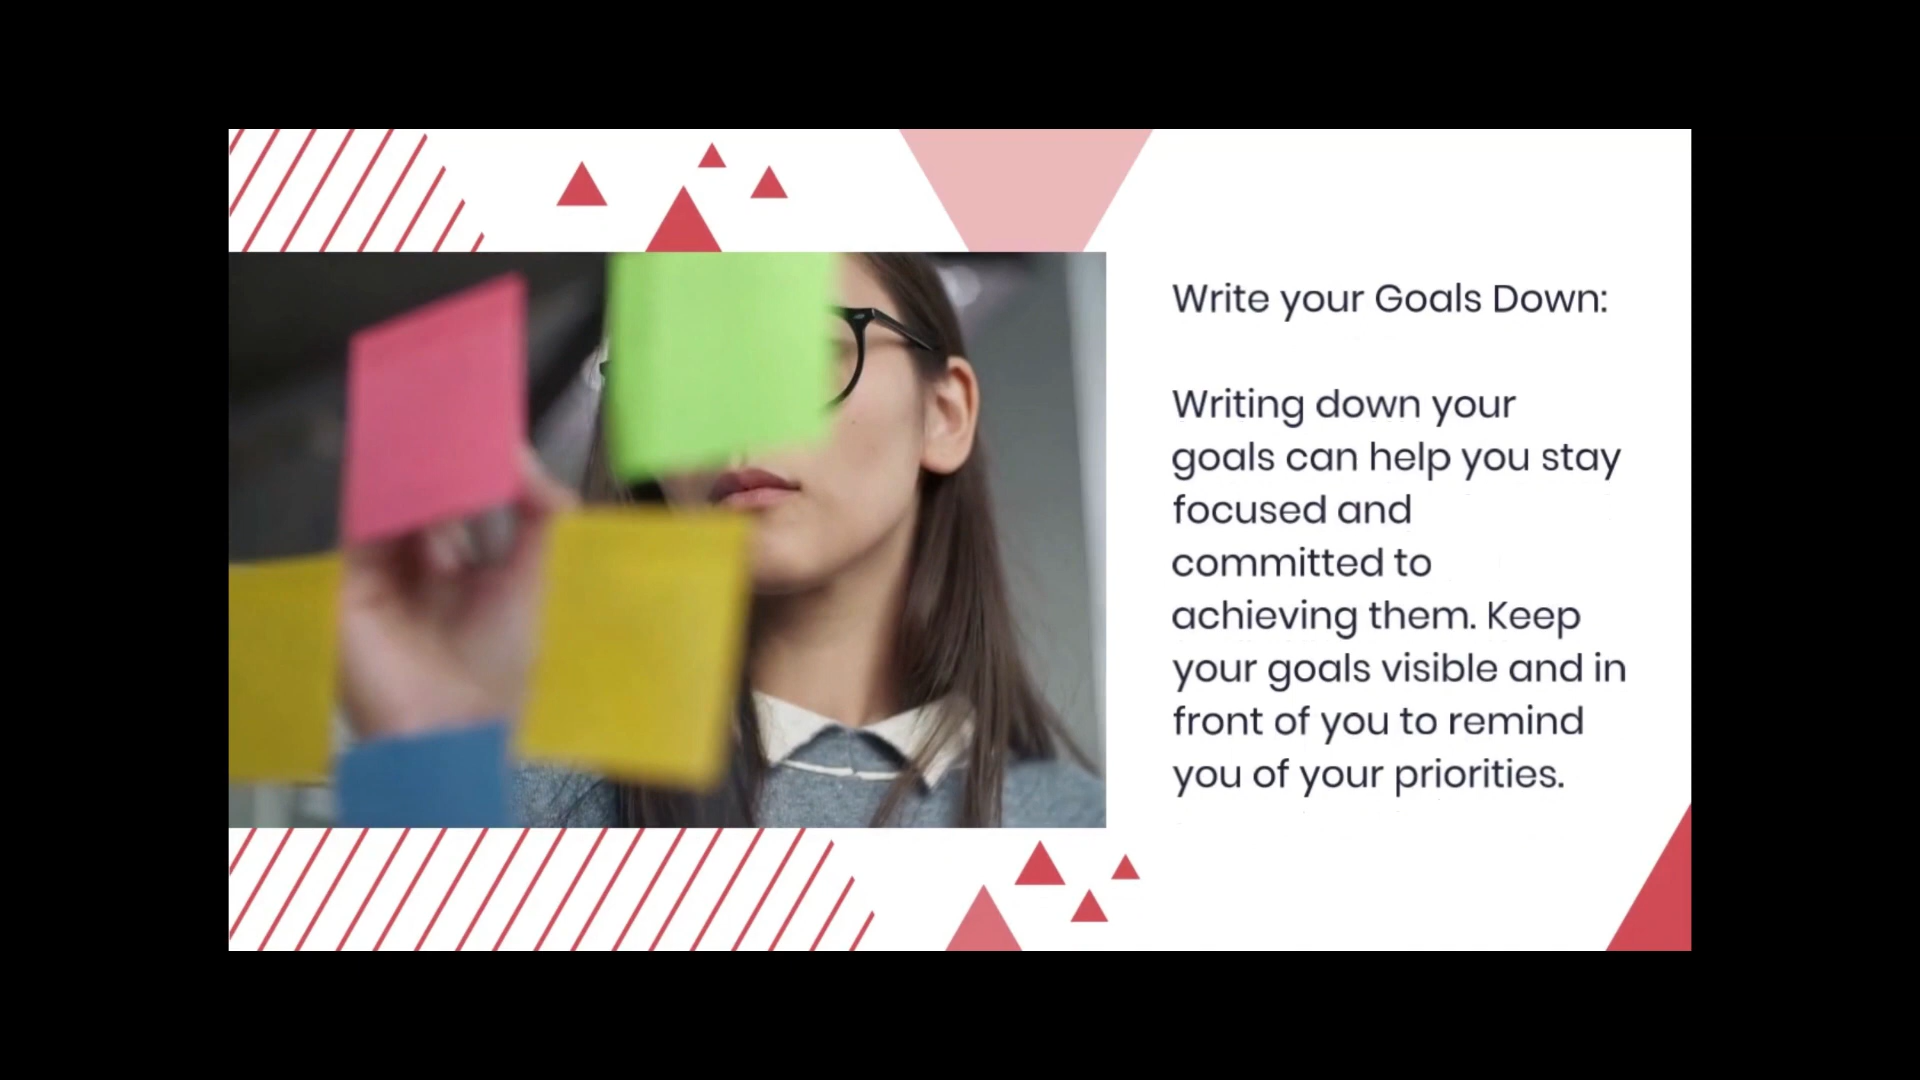 Write your Goals Down:
Writing down your
goals can help you stay
focused and
committed to
achieving them. Keep
your goals visible and in
front of you to remind
you of your priorities.